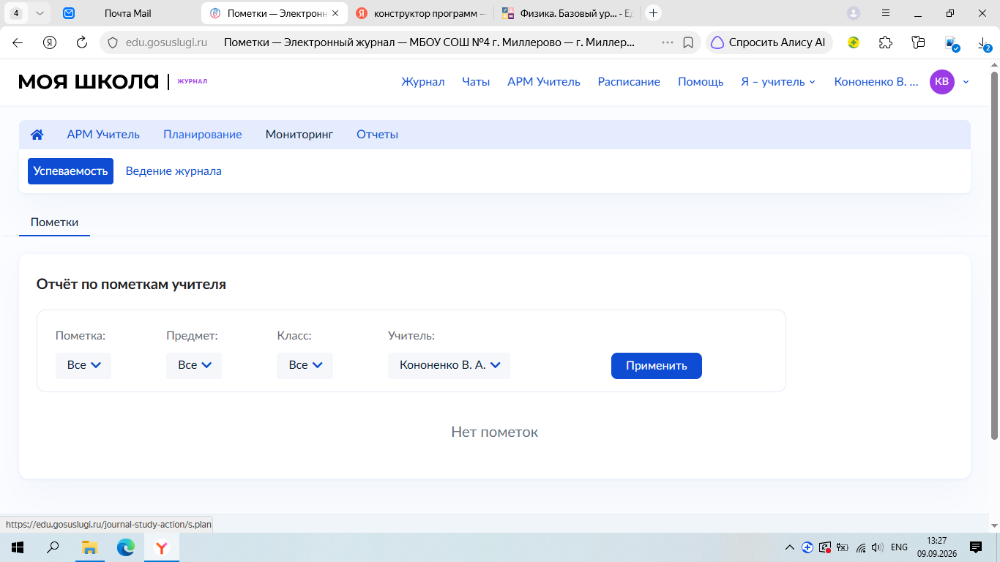 4
Почта Mail
Пометки — Электронн
конструктор программ —
Физика. Базовый ур... - Е
edu.gosuslugi.ru
Пометки — Электронный журнал — МБОУ СОШ №4 г. Миллерово — г. Миллер...
Спросить Алису AI
2
МОЯ ШКОЛА
ЖУРНАЛ
Журнал
Чаты
АРМ Учитель
Расписание
Помощь
Я – учитель
Кононенко В. ...
КВ
АРМ Учитель
Планирование
Мониторинг
Отчеты
Успеваемость
Ведение журнала
Пометки
Отчёт по пометкам учителя
Пометка:
Предмет:
Класс:
Учитель:
Все
Все
Все
Кононенко В. А.
Применить
Нет пометок
https://edu.gosuslugi.ru/journal-study-action/s.plan
ENG
13:27
09.09.2026